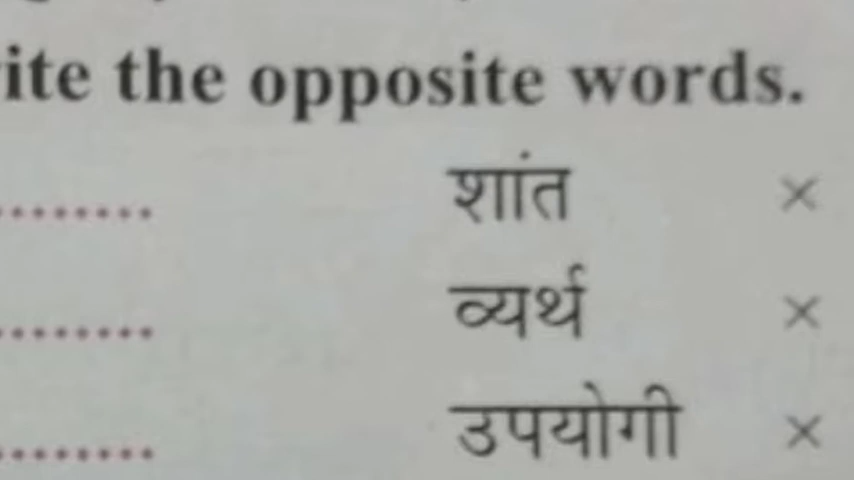 ite the opposite words.
........ शांत ×
........ व्यर्थ ×
........ उपयोगी ×